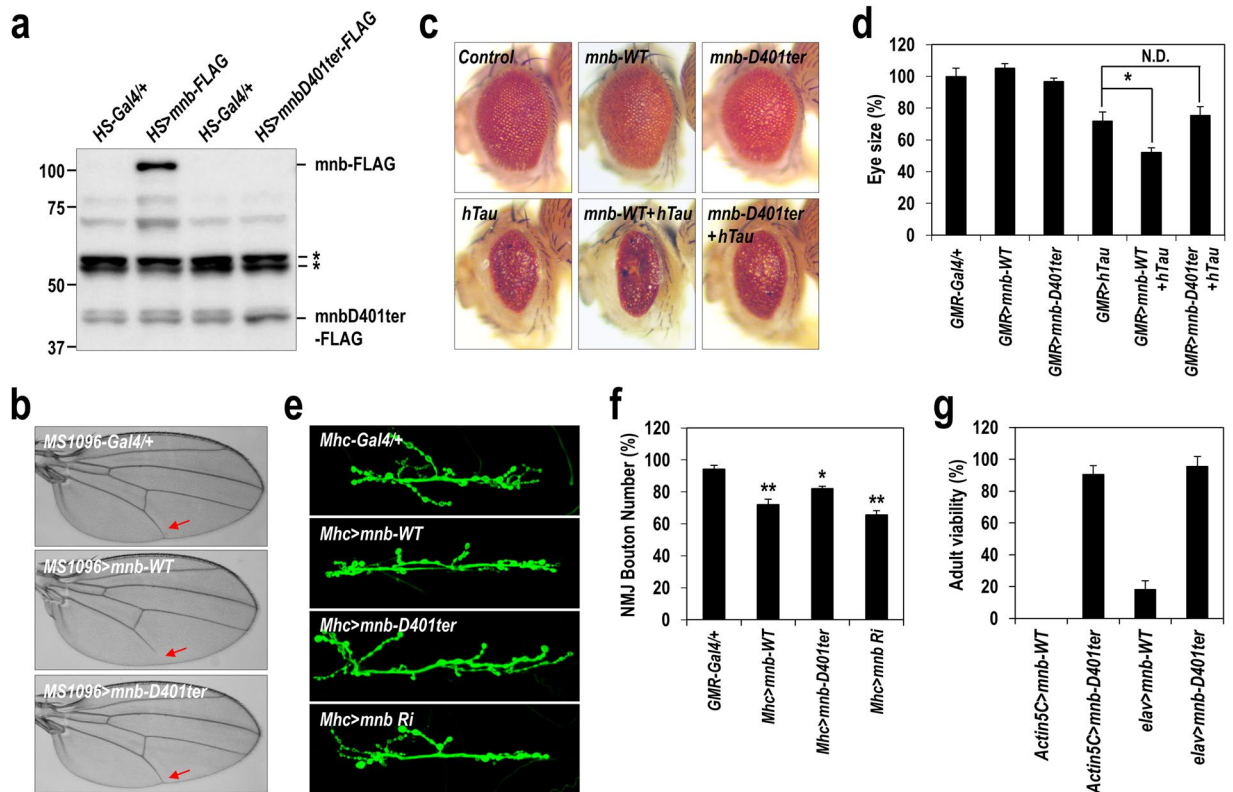 a
HS-Gal4/+
HS>mnb-FLAG
HS-Gal4/+
HS>mnbD401ter-FLAG
100
75
50
37
mnb-FLAG
*
*
mnbD401ter
-FLAG
b
MS1096-Gal4/+
MS1096>mnb-WT
MS1096>mnb-D401ter
c
Control
mnb-WT
mnb-D401ter
hTau
mnb-WT+hTau
mnb-D401ter
+hTau
d
Eye size (%)
120
100
80
60
40
20
0
N.D.
*
GMR-Gal4/+
GMR>mnb-WT
GMR>mnb-D401ter
GMR>hTau
GMR>mnb-WT
+hTau
GMR>mnb-D401ter
+hTau
e
Mhc-Gal4/+
Mhc>mnb-WT
Mhc>mnb-D401ter
Mhc>mnb Ri
f
NMJ Bouton Number (%)
120
100
80
60
40
20
0
**
*
**
GMR-Gal4/+
Mhc>mnb-WT
Mhc>mnb-D401ter
Mhc>mnb Ri
g
Adult viability (%)
120
100
80
60
40
20
0
Actin5C>mnb-WT
Actin5C>mnb-D401ter
elav>mnb-WT
elav>mnb-D401ter